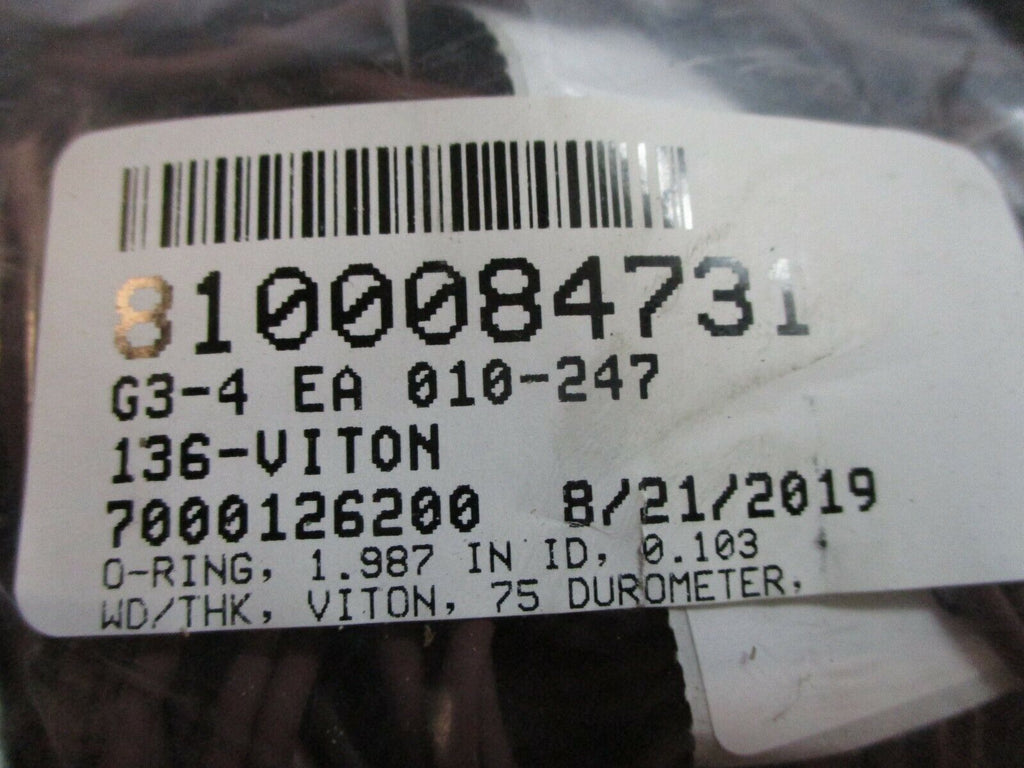 8100084731
G3-4 EA 010-247
136-VITON
7000126200 8/21/2019
O-RING, 1.987 IN ID, 0.103
WD/THK, VITON, 75 DUROMETER,